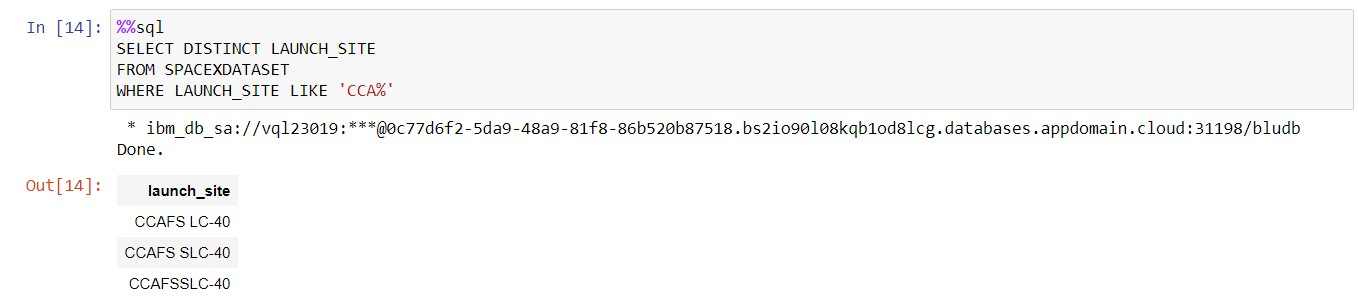 In [14]: %%sql
SELECT DISTINCT LAUNCH_SITE
FROM SPACEXDATASET
WHERE LAUNCH_SITE LIKE 'CCA%'
* ibm_db_sa://vql23019:***@0c77d6f2-5da9-48a9-81f8-86b520b87518.bs2io90l08kqb1od8lcg.databases.appdomain.cloud:31198/bludb
Done.
Out[14]: launch_site
CCAFS LC-40
CCAFS SLC-40
CCAFSSLC-40